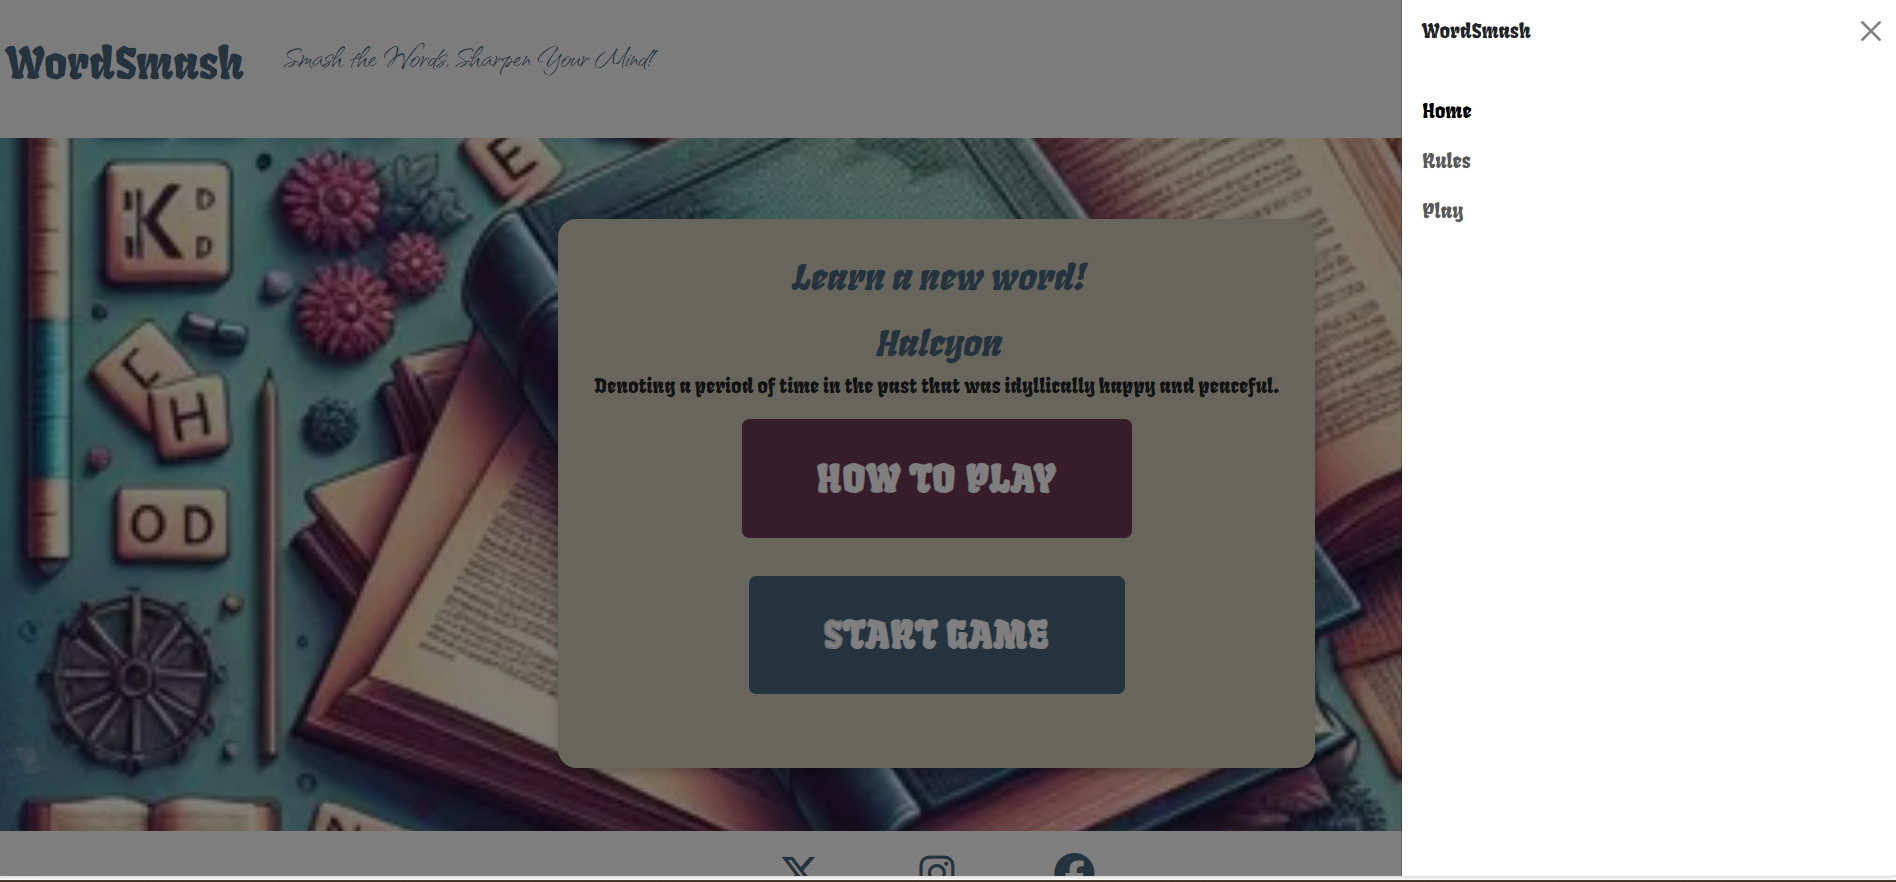 WordSmash
Smash the Words, Sharpen Your Mind!
WordSmash
Home
Rules
Play
E
K D D
L
H
O D
Learn a new word!
Halcyon
Denoting a period of time in the past that was idyllically happy and peaceful.
HOW TO PLAY
START GAME